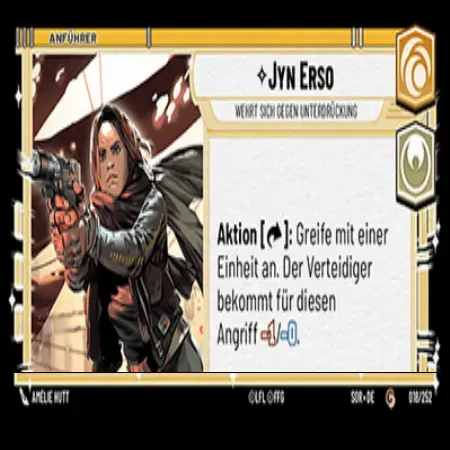 ANFÜHRER
JYN ERSO
WEHRT SICH GEGEN UNTERDRÜCKUNG
Aktion [ ]: Greife mit einer
Einheit an. Der Verteidiger
bekommt für diesen
Angriff -1/-0.
AMÉLIE HUTT ©LFL ©FFG SOR • DE C 018/252